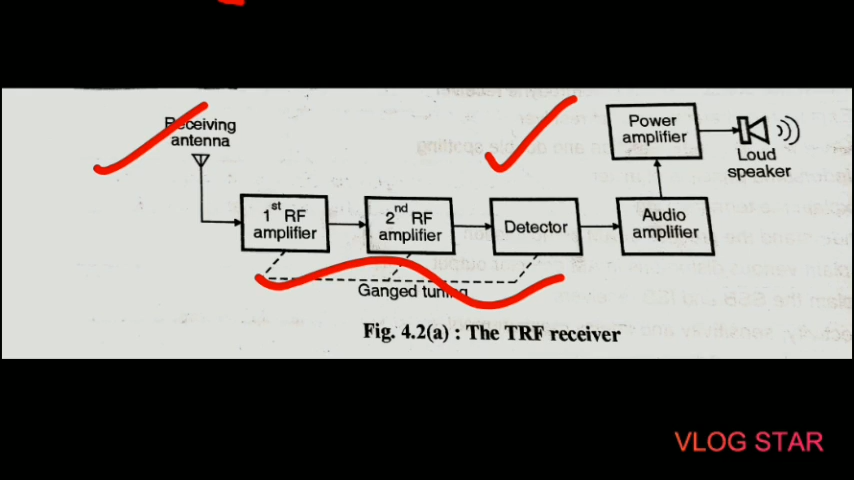 Receiving
antenna
1st RF
amplifier
2nd RF
amplifier
Detector
Audio
amplifier
Power
amplifier
Loud
speaker
Ganged tuning
Fig. 4.2(a) : The TRF receiver
VLOG STAR